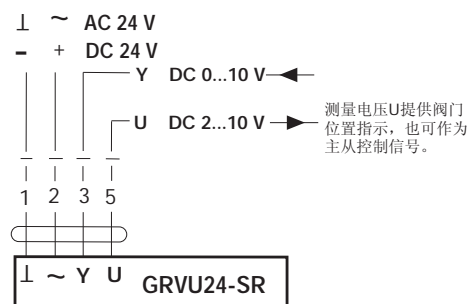 ⊥ ~ AC 24 V
- + DC 24 V
Y DC 0...10 V
U DC 2...10 V
测量电压U提供阀门
位置指示，也可作为
主从控制信号。
1 2 3 5
⊥ ~ Y U GRVU24-SR